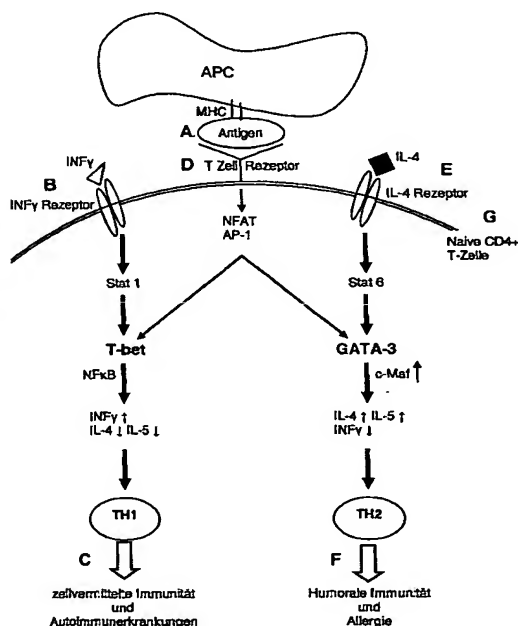 APC
MHC
A. Antigen
D T Zell Rezeptor
INFγ
B
INFγ Rezeptor
IL-4
E
IL-4 Rezeptor
G
Naive CD4+
T-Zelle
NFAT
AP-1
Stat 1
Stat 6
T-bet
GATA-3
NFκB
c-Maf ↑
INFγ ↑
IL-4 ↓ IL-5 ↓
IL-4 ↑ IL-5 ↑
INFγ ↓
TH1
TH2
C
F
zellvermittelte Immunität
und
Autoimmunerkrankungen
Humorale Immunität
und
Allergie